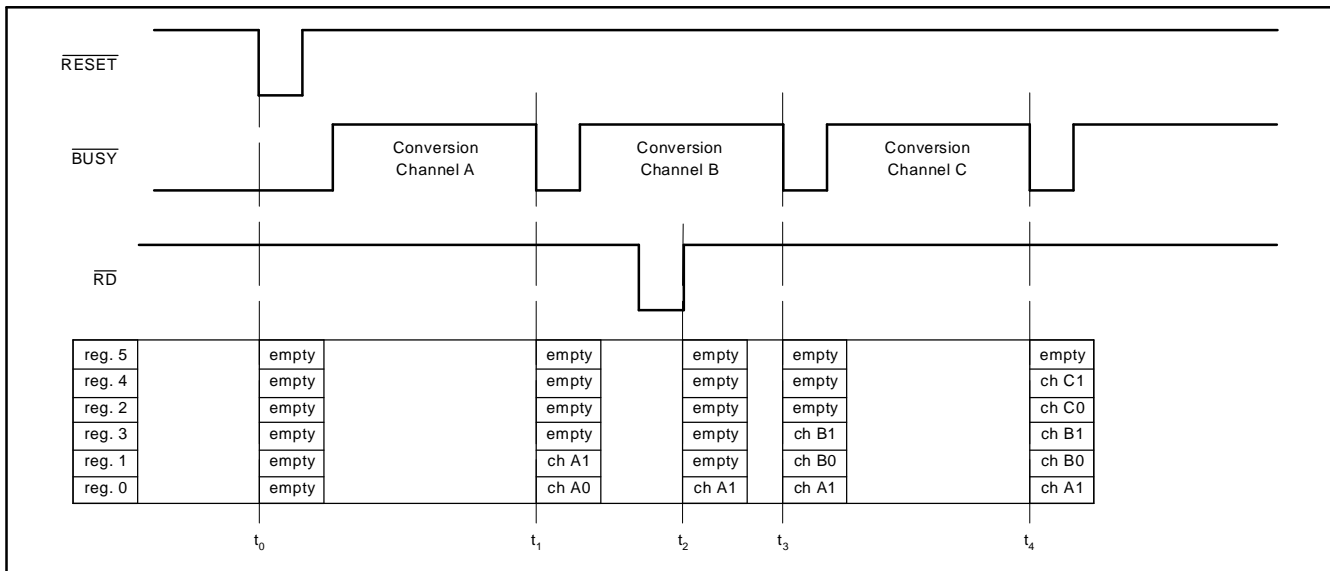 RESET
BUSY
Conversion Channel A
Conversion Channel B
Conversion Channel C
RD
reg. 5 empty empty empty empty empty
reg. 4 empty empty empty empty ch C1
reg. 2 empty empty empty empty ch C0
reg. 3 empty empty empty ch B1 ch B1
reg. 1 empty ch A1 empty ch B0 ch B0
reg. 0 empty ch A0 ch A1 ch A1 ch A1
t0 t1 t2 t3 t4